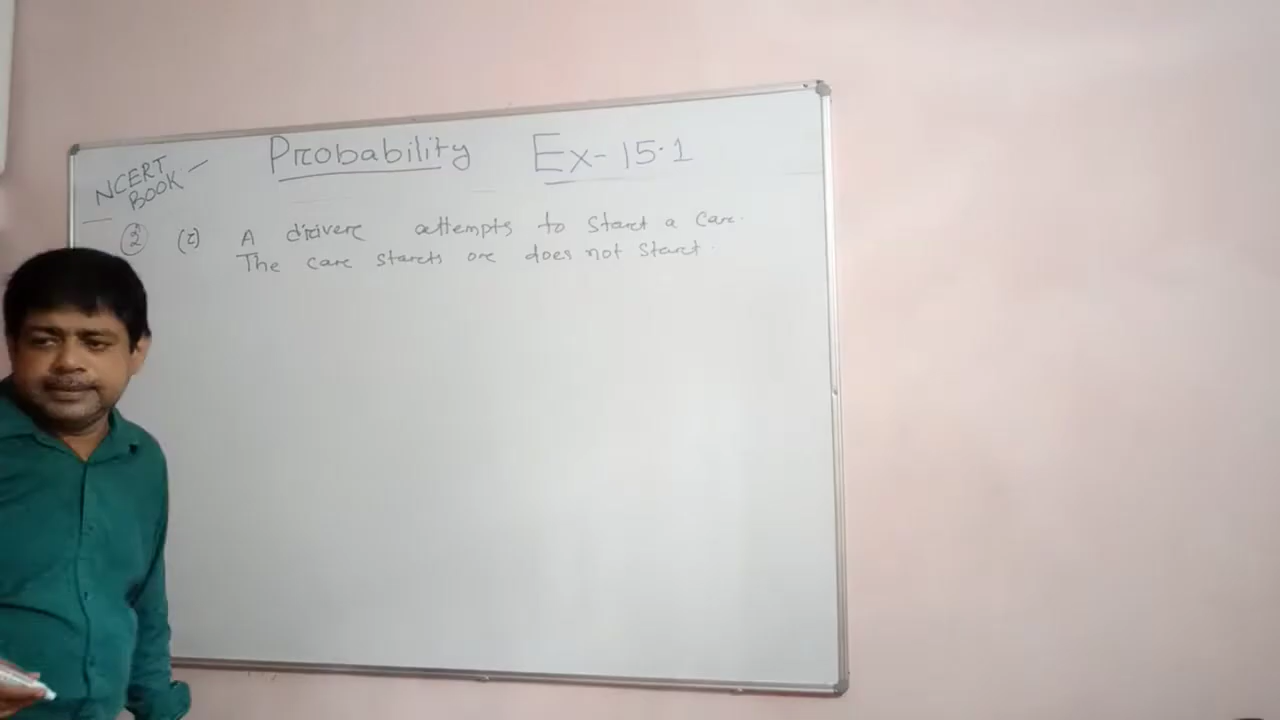 Probability Ex-15.1
NCERT
BOOK
2 (i) A driver attempts to start a car.
The car starts or does not start.